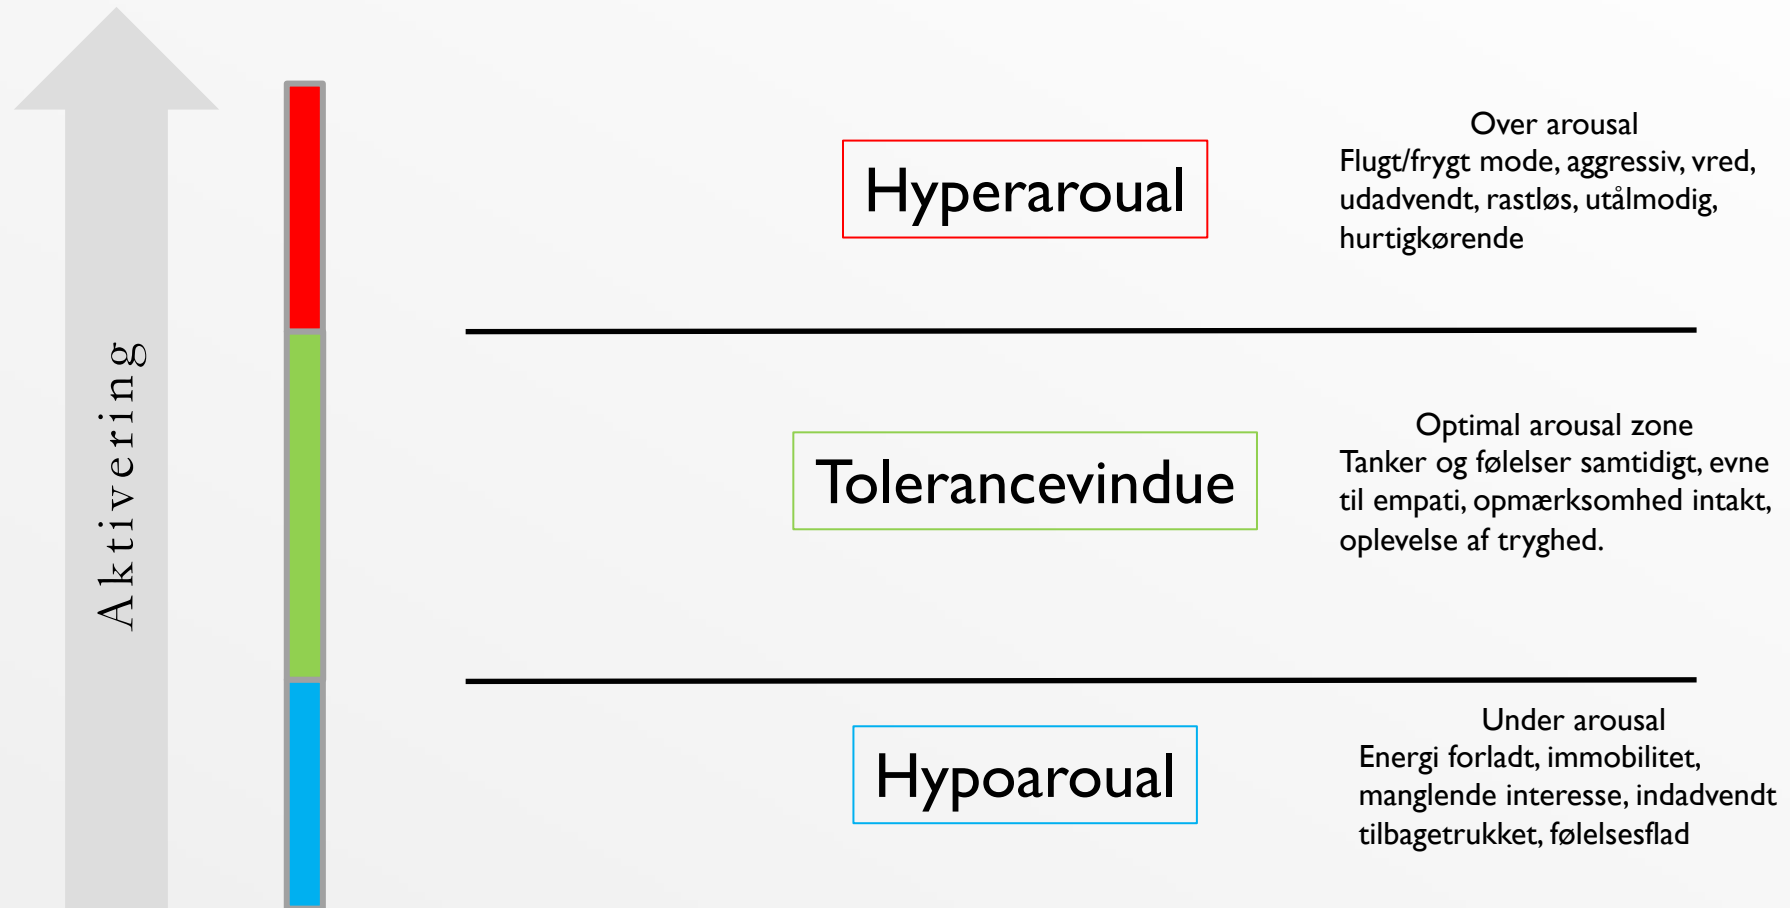 Aktivering
Hyperaroual
Over arousal
Flugt/frygt mode, aggressiv, vred,
udadvendt, rastløs, utålmodig,
hurtigkørende
Tolerancevindue
Optimal arousal zone
Tanker og følelser samtidigt, evne
til empati, opmærksomhed intakt,
oplevelse af tryghed.
Hypoaroual
Under arousal
Energi forladt, immobilitet,
manglende interesse, indadvendt
tilbagetrukket, følelsesflad